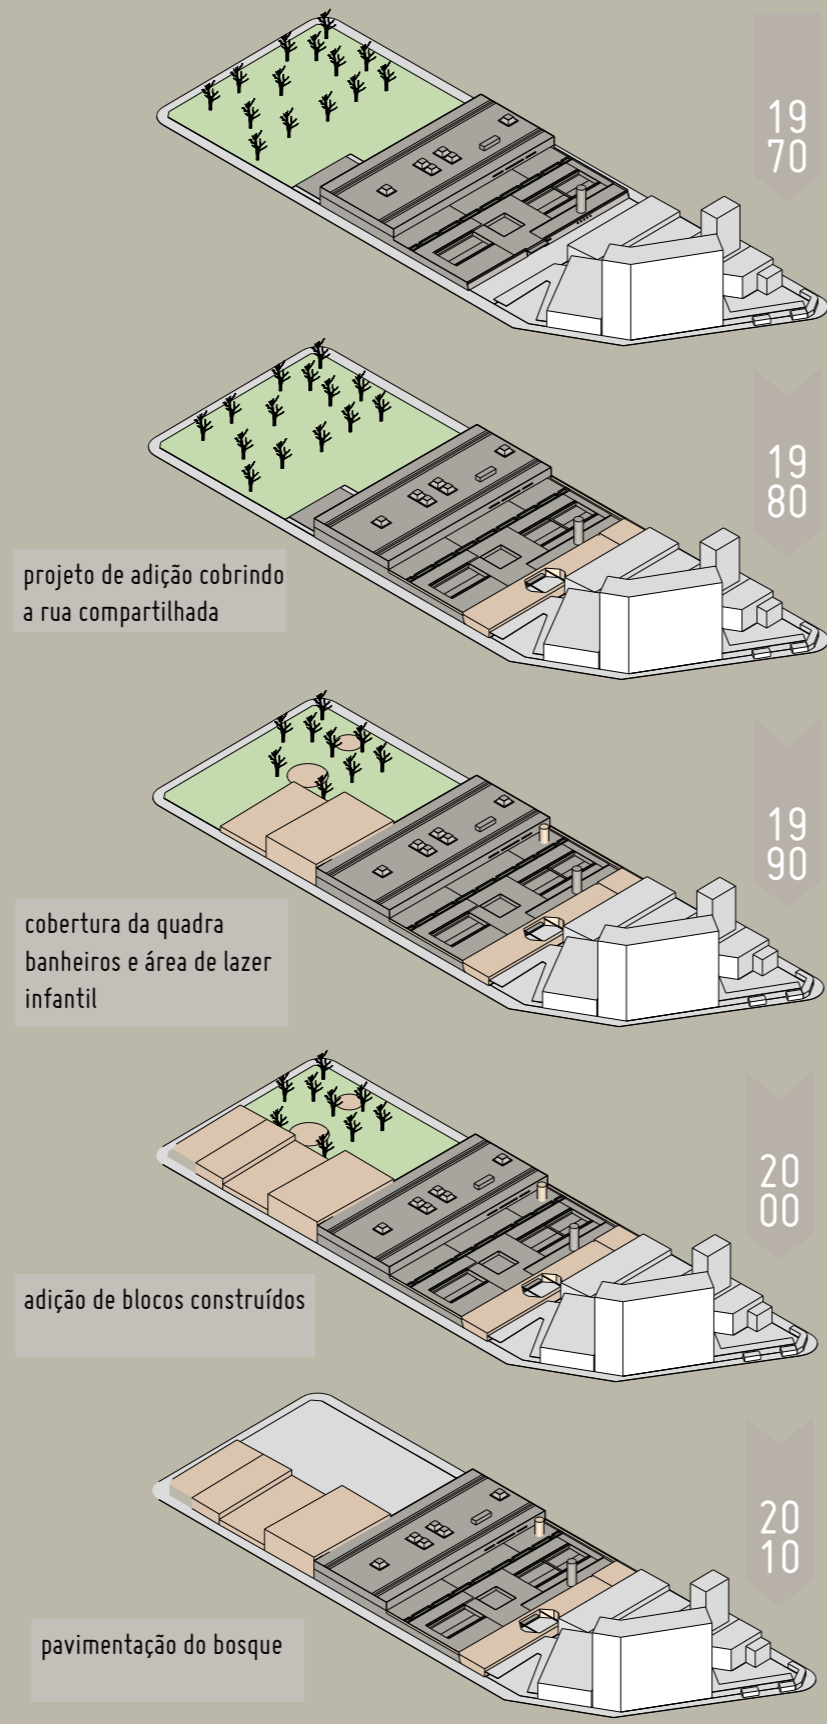 19
70
19
80
projeto de adição cobrindo
a rua compartilhada
19
90
cobertura da quadra
banheiros e área de lazer
infantil
20
00
adição de blocos construídos
20
10
pavimentação do bosque